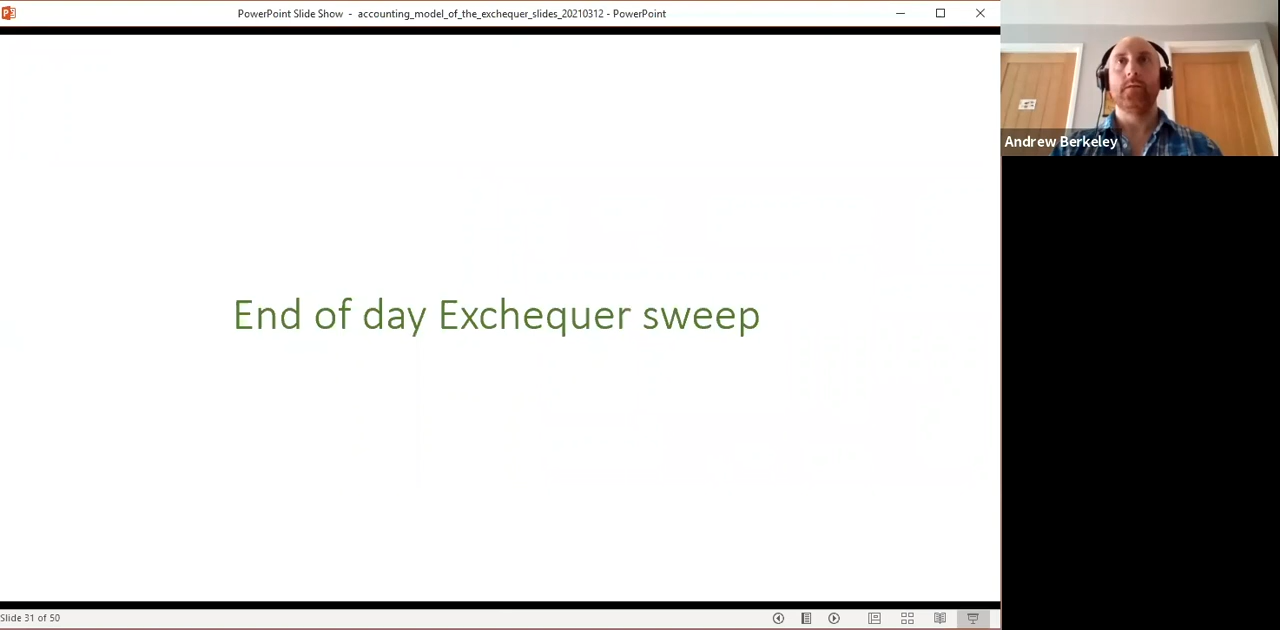 PowerPoint Slide Show - accounting_model_of_the_exchequer_slides_20210312 - PowerPoint
Andrew Berkeley
End of day Exchequer sweep
Slide 31 of 50